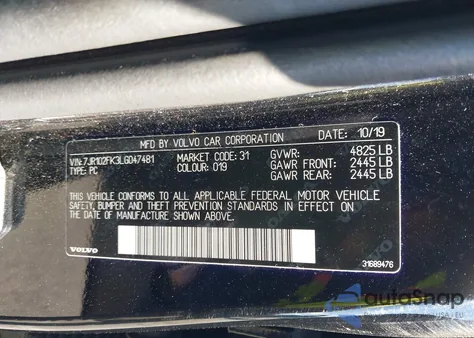 MFD BY VOLVO CAR CORPORATION DATE: 10/19
VIN: 7JR102FK3LG047481 MARKET CODE: 31 GVWR: 4825 LB
TYPE: PC COLOUR: 019 GAWR FRONT: 2445 LB
GAWR REAR: 2445 LB
THIS VEHICLE CONFORMS TO ALL APPLICABLE FEDERAL MOTOR VEHICLE
SAFETY, BUMPER AND THEFT PREVENTION STANDARDS IN EFFECT ON
THE DATE OF MANUFACTURE SHOWN ABOVE.
VOLVO 31689476
autoSnap